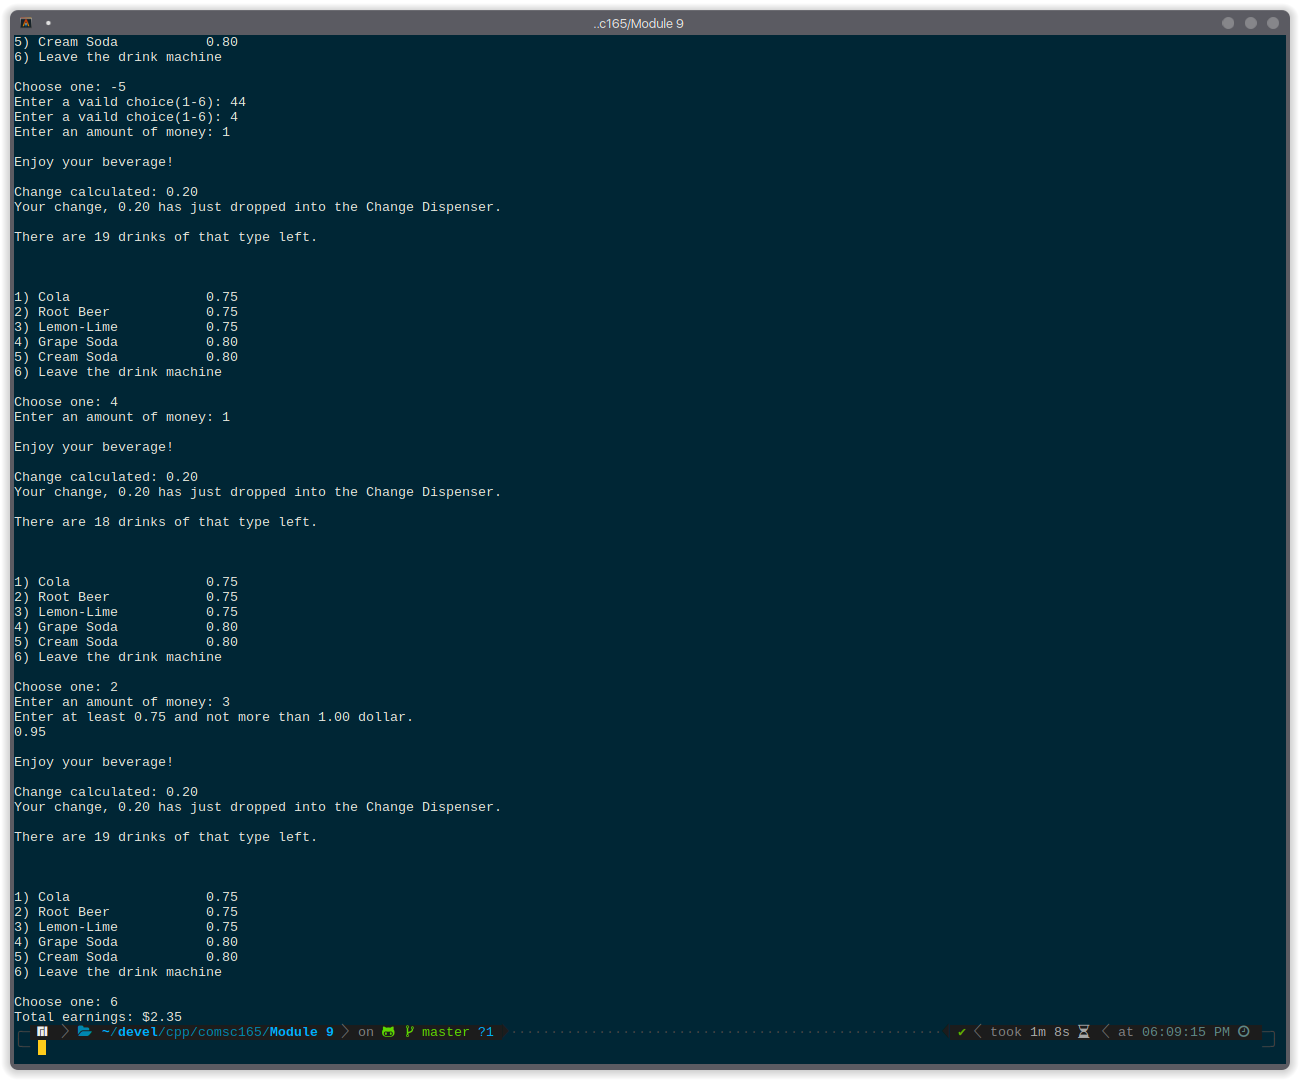 ..c165/Module 9
5) Cream Soda           0.80
6) Leave the drink machine
Choose one: -5
Enter a vaild choice(1-6): 44
Enter a vaild choice(1-6): 4
Enter an amount of money: 1
Enjoy your beverage!
Change calculated: 0.20
Your change, 0.20 has just dropped into the Change Dispenser.
There are 19 drinks of that type left.
1) Cola                 0.75
2) Root Beer            0.75
3) Lemon-Lime           0.75
4) Grape Soda           0.80
5) Cream Soda           0.80
6) Leave the drink machine
Choose one: 4
Enter an amount of money: 1
Enjoy your beverage!
Change calculated: 0.20
Your change, 0.20 has just dropped into the Change Dispenser.
There are 18 drinks of that type left.
1) Cola                 0.75
2) Root Beer            0.75
3) Lemon-Lime           0.75
4) Grape Soda           0.80
5) Cream Soda           0.80
6) Leave the drink machine
Choose one: 2
Enter an amount of money: 3
Enter at least 0.75 and not more than 1.00 dollar.
0.95
Enjoy your beverage!
Change calculated: 0.20
Your change, 0.20 has just dropped into the Change Dispenser.
There are 19 drinks of that type left.
1) Cola                 0.75
2) Root Beer            0.75
3) Lemon-Lime           0.75
4) Grape Soda           0.80
5) Cream Soda           0.80
6) Leave the drink machine
Choose one: 6
Total earnings: $2.35
~/devel/cpp/comsc165/Module 9 on master ?1 ✔ took 1m 8s at 06:09:15 PM